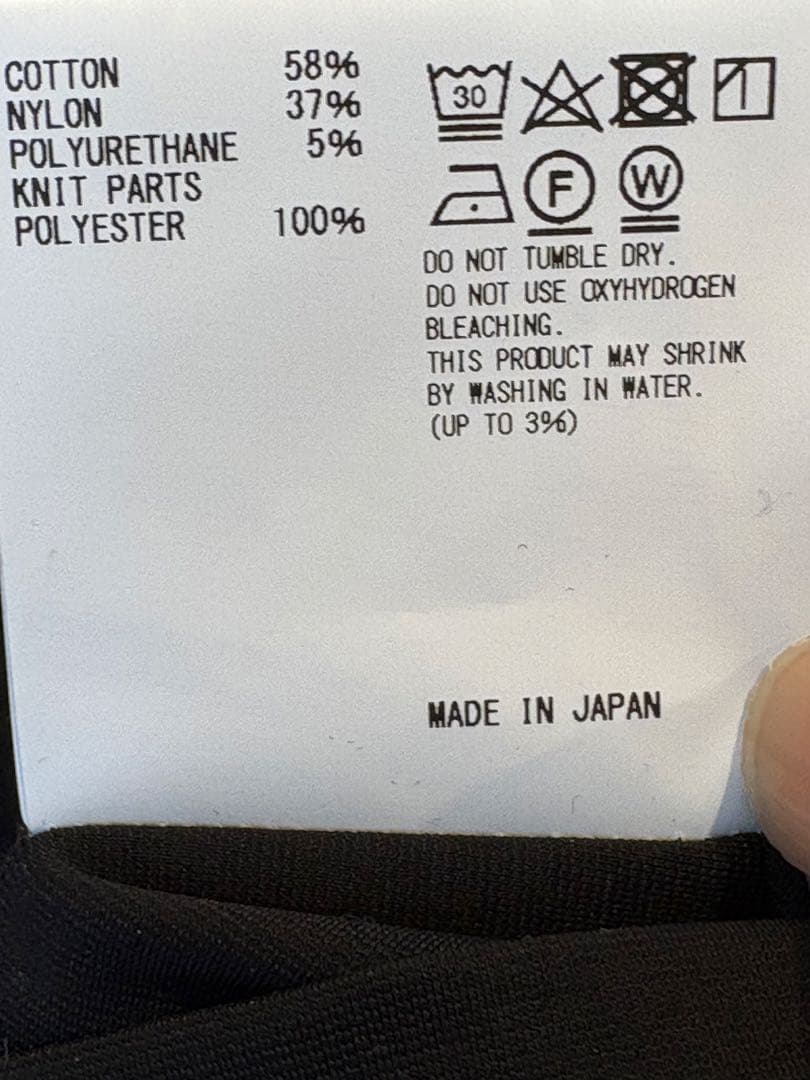 COTTON 58%
NYLON 37%
POLYURETHANE 5%
KNIT PARTS
POLYESTER 100%
30
F
W
DO NOT TUMBLE DRY.
DO NOT USE OXYHYDROGEN
BLEACHING.
THIS PRODUCT MAY SHRINK
BY WASHING IN WATER.
(UP TO 3%)
MADE IN JAPAN